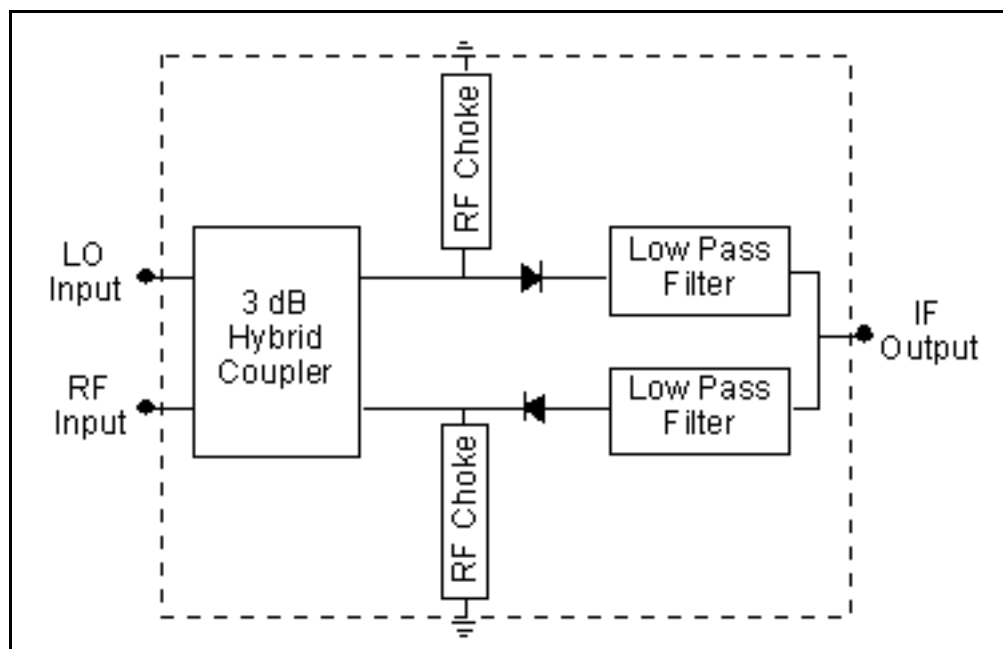 RF Choke
LO
Input
3 dB
Hybrid
Coupler
Low Pass
Filter
IF
Output
RF
Input
Low Pass
Filter
RF Choke